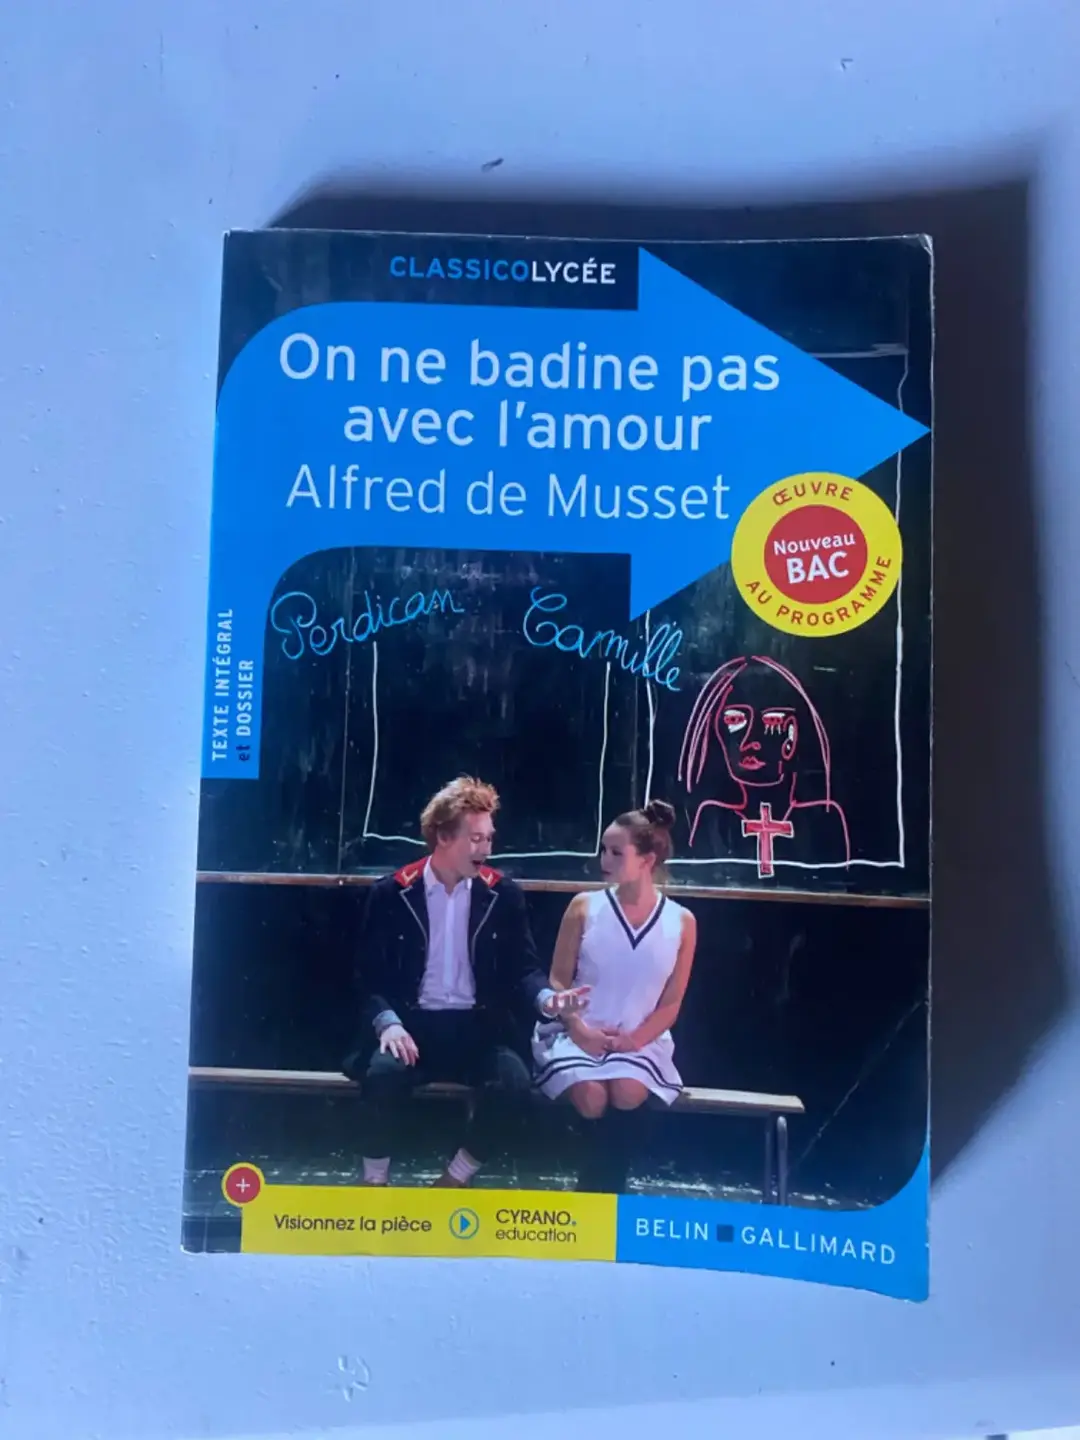 CLASSICOLYCÉE
On ne badine pas
avec l'amour
Alfred de Musset
ŒUVRE
Nouveau
BAC
AU PROGRAMME
TEXTE INTÉGRAL
et DOSSIER
Perdican Camille
+
Visionnez la pièce
CYRANO.
education
BELIN GALLIMARD